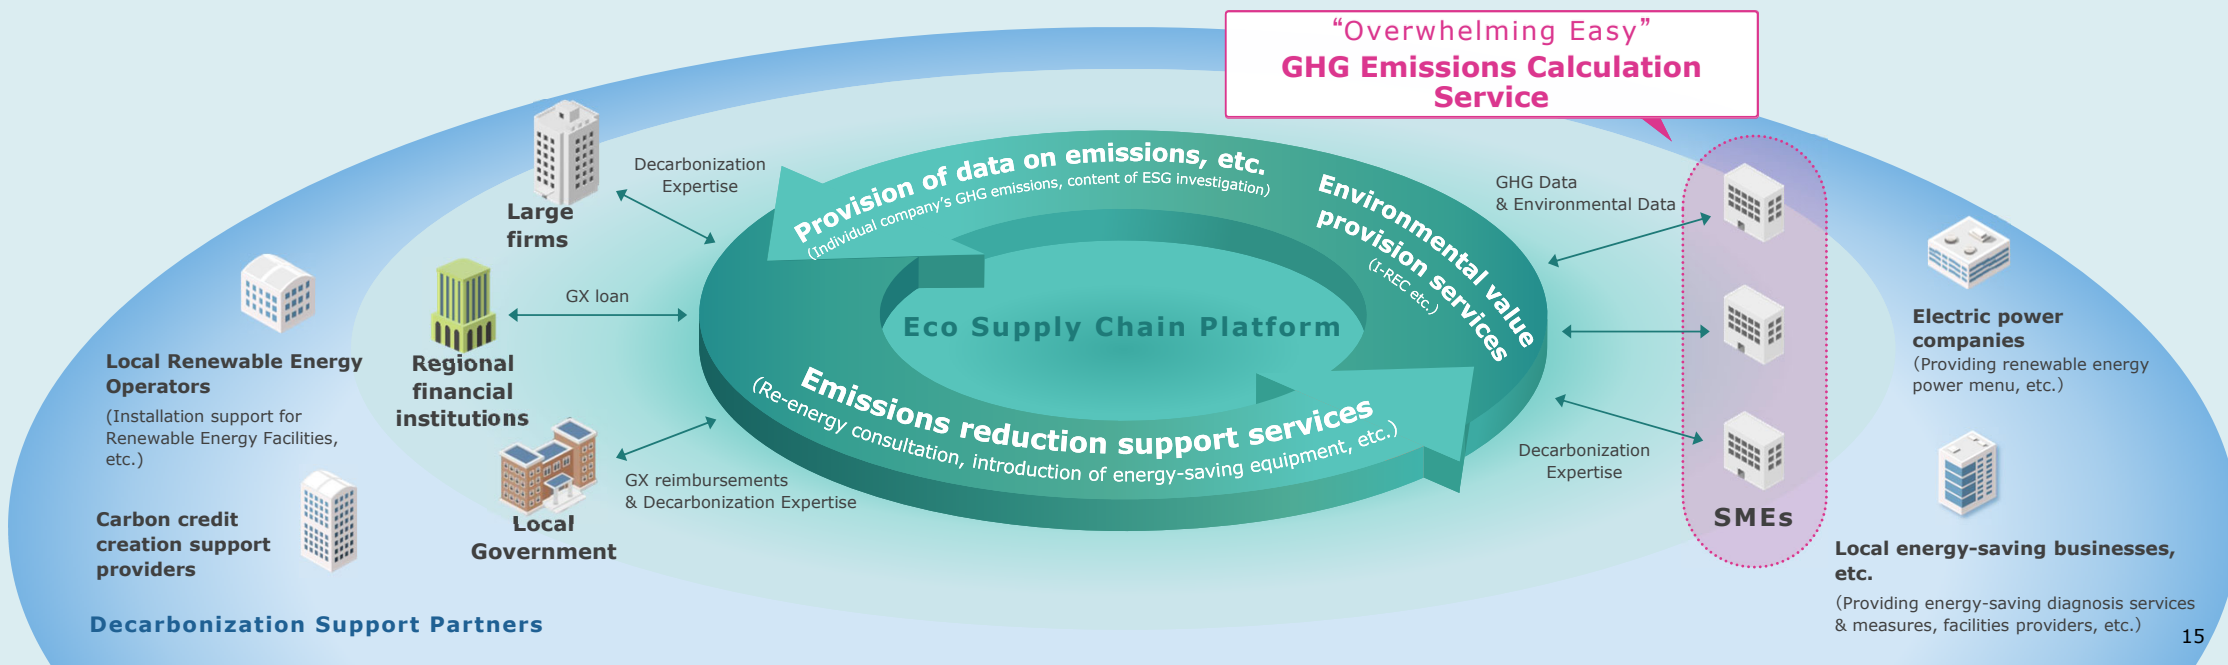 “Overwhelming Easy”
GHG Emissions Calculation
Service
Provision of data on emissions, etc.
(Individual company’s GHG emissions, content of ESG investigation)
Environmental value
provision services
(I-REC etc.)
Eco Supply Chain Platform
Emissions reduction support services
(Re-energy consultation, introduction of energy-saving equipment, etc.)
Large
firms
Decarbonization
Expertise
Regional
financial
institutions
GX loan
Local
Government
GX reimbursements
& Decarbonization Expertise
Local Renewable Energy
Operators
(Installation support for
Renewable Energy Facilities,
etc.)
Carbon credit
creation support
providers
Decarbonization Support Partners
GHG Data
& Environmental Data
Decarbonization
Expertise
SMEs
Electric power
companies
(Providing renewable energy
power menu, etc.)
Local energy-saving businesses,
etc.
(Providing energy-saving diagnosis services
& measures, facilities providers, etc.)
15